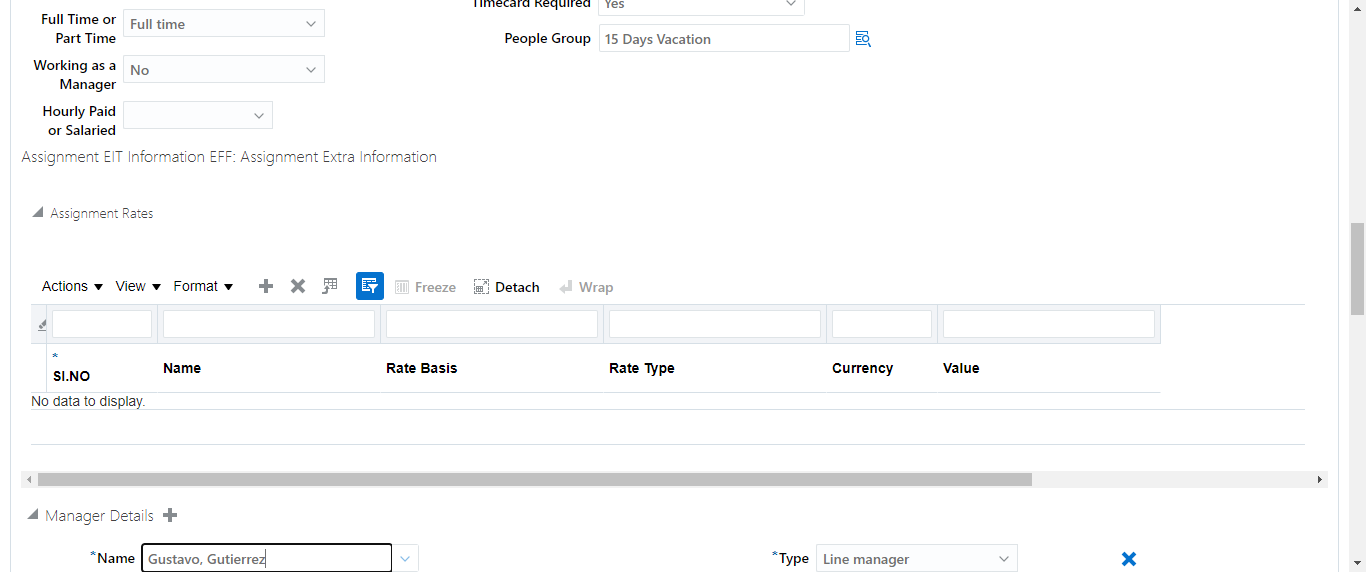 Timecard Required Yes
Full Time or Part Time Full time
People Group 15 Days Vacation
Working as a Manager No
Hourly Paid or Salaried
Assignment EIT Information EFF: Assignment Extra Information
Assignment Rates
Actions View Format Freeze Detach Wrap
* SI.NO Name Rate Basis Rate Type Currency Value
No data to display.
Manager Details
*Name Gustavo, Gutierrez *Type Line manager